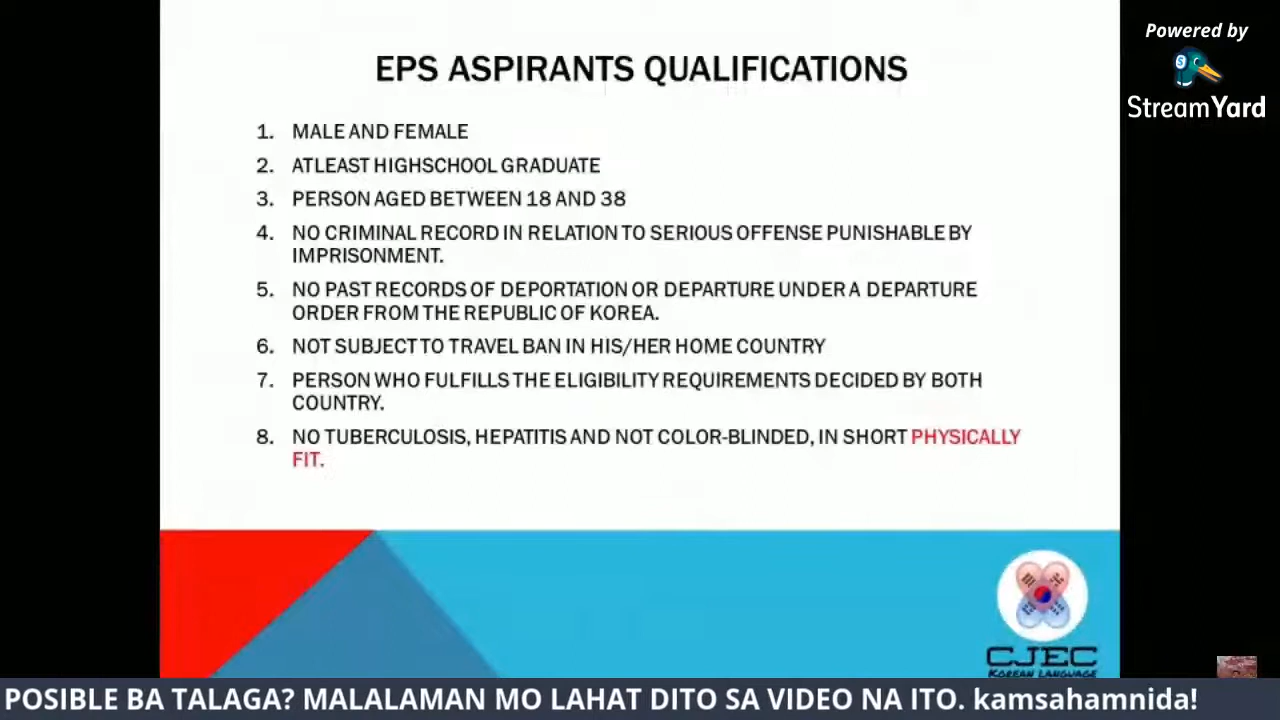 Powered by
StreamYard
EPS ASPIRANTS QUALIFICATIONS
1. MALE AND FEMALE
2. ATLEAST HIGHSCHOOL GRADUATE
3. PERSON AGED BETWEEN 18 AND 38
4. NO CRIMINAL RECORD IN RELATION TO SERIOUS OFFENSE PUNISHABLE BY
IMPRISONMENT.
5. NO PAST RECORDS OF DEPORTATION OR DEPARTURE UNDER A DEPARTURE
ORDER FROM THE REPUBLIC OF KOREA.
6. NOT SUBJECT TO TRAVEL BAN IN HIS/HER HOME COUNTRY
7. PERSON WHO FULFILLS THE ELIGIBILITY REQUIREMENTS DECIDED BY BOTH
COUNTRY.
8. NO TUBERCULOSIS, HEPATITIS AND NOT COLOR-BLINDED, IN SHORT PHYSICALLY
FIT.
CJEC
KOREAN LANGUAGE
POSIBLE BA TALAGA? MALALAMAN MO LAHAT DITO SA VIDEO NA ITO. kamsahamnida!